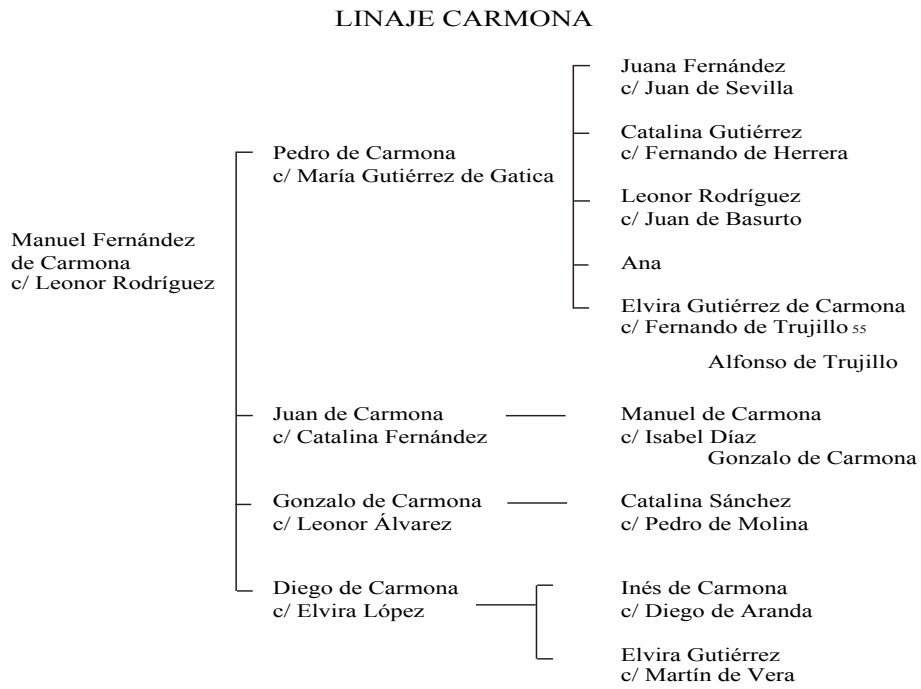 LINAJE CARMONA
Manuel Fernández
de Carmona
c/ Leonor Rodríguez
Pedro de Carmona
c/ María Gutiérrez de Gatica
Juana Fernández
c/ Juan de Sevilla
Catalina Gutiérrez
c/ Fernando de Herrera
Leonor Rodríguez
c/ Juan de Basurto
Ana
Elvira Gutiérrez de Carmona
c/ Fernando de Trujillo 55
Alfonso de Trujillo
Juan de Carmona
c/ Catalina Fernández
Manuel de Carmona
c/ Isabel Díaz
Gonzalo de Carmona
Gonzalo de Carmona
c/ Leonor Álvarez
Catalina Sánchez
c/ Pedro de Molina
Diego de Carmona
c/ Elvira López
Inés de Carmona
c/ Diego de Aranda
Elvira Gutiérrez
c/ Martín de Vera